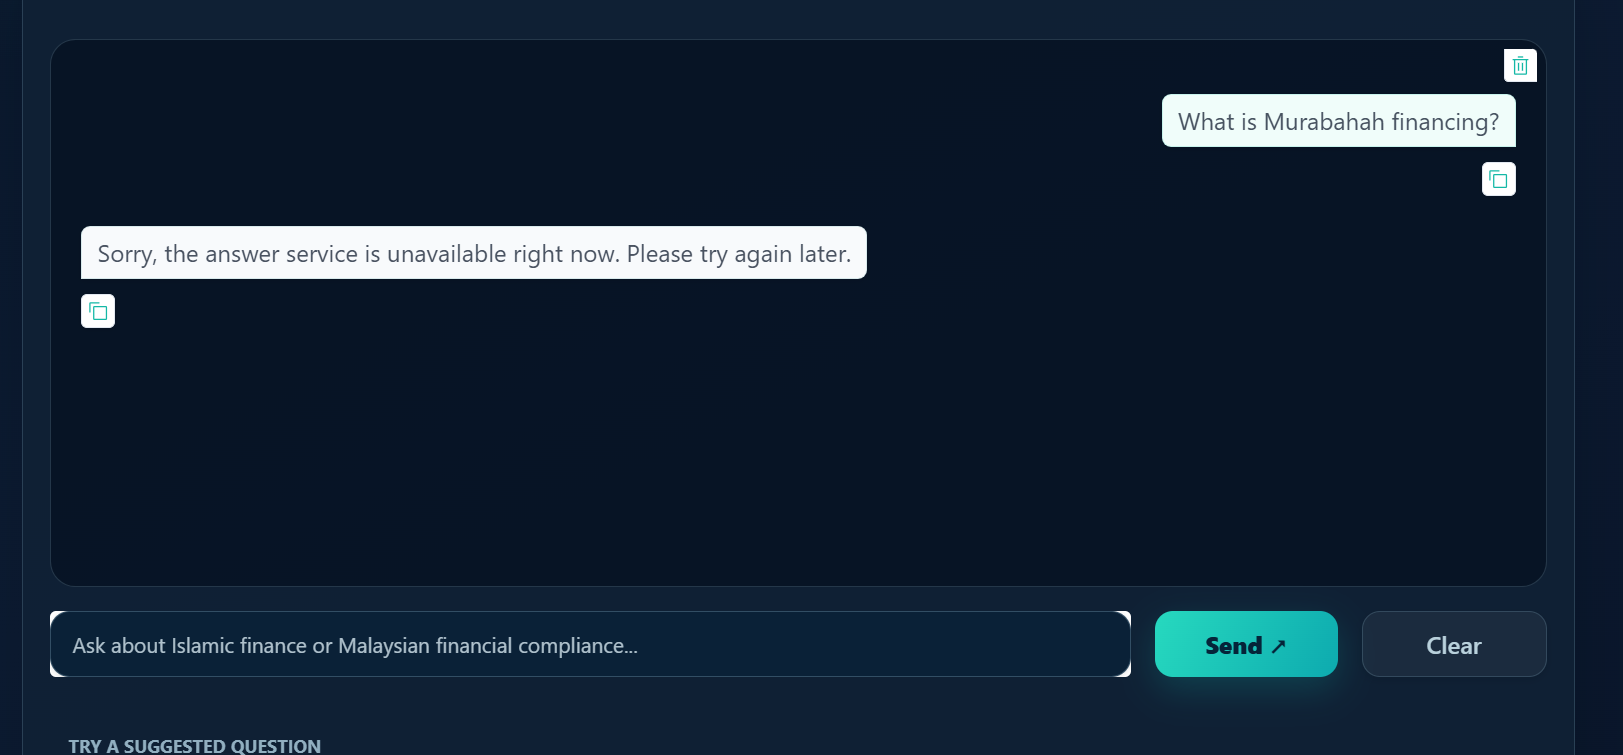 What is Murabahah financing?
Sorry, the answer service is unavailable right now. Please try again later.
Ask about Islamic finance or Malaysian financial compliance...
Send ↗
Clear
TRY A SUGGESTED QUESTION